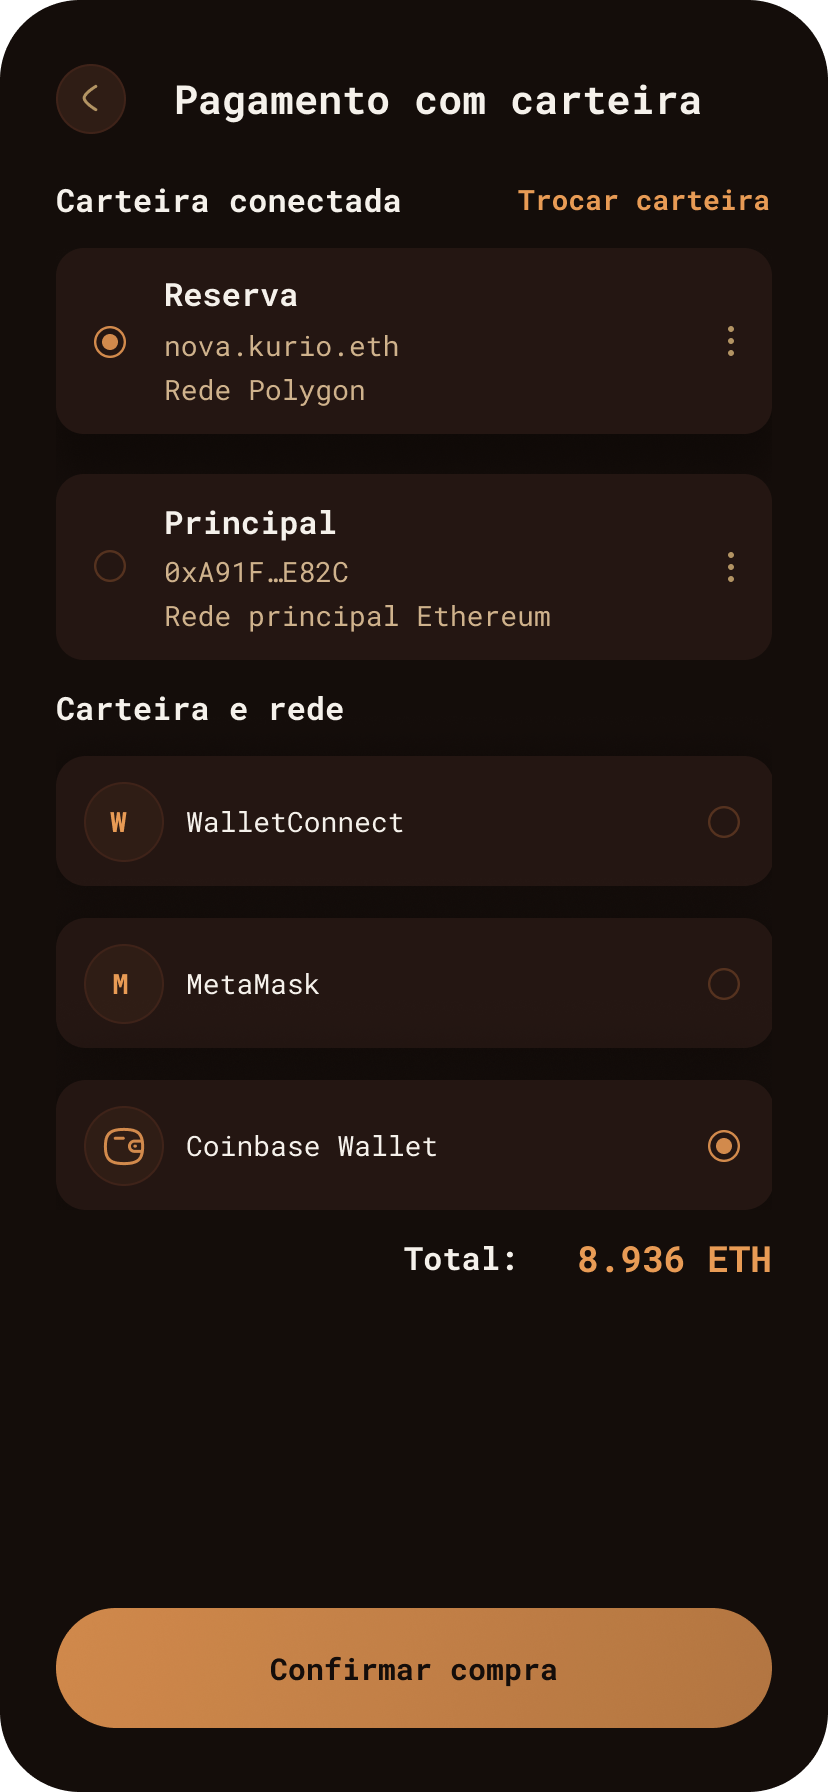 Pagamento com carteira
Carteira conectada
Trocar carteira
Reserva
nova.kurio.eth
Rede Polygon
Principal
0xA91F…E82C
Rede principal Ethereum
Carteira e rede
W
WalletConnect
M
MetaMask
Coinbase Wallet
Total: 8.936 ETH
Confirmar compra